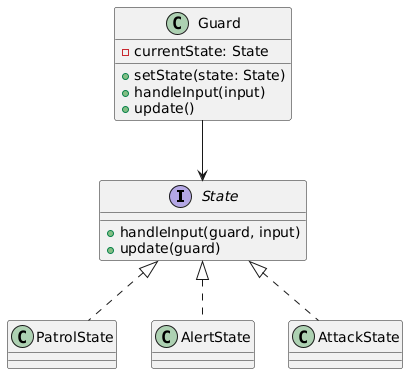 C Guard
currentState: State
setState(state: State)
handleInput(input)
update()
I State
handleInput(guard, input)
update(guard)
C PatrolState
C AlertState
C AttackState